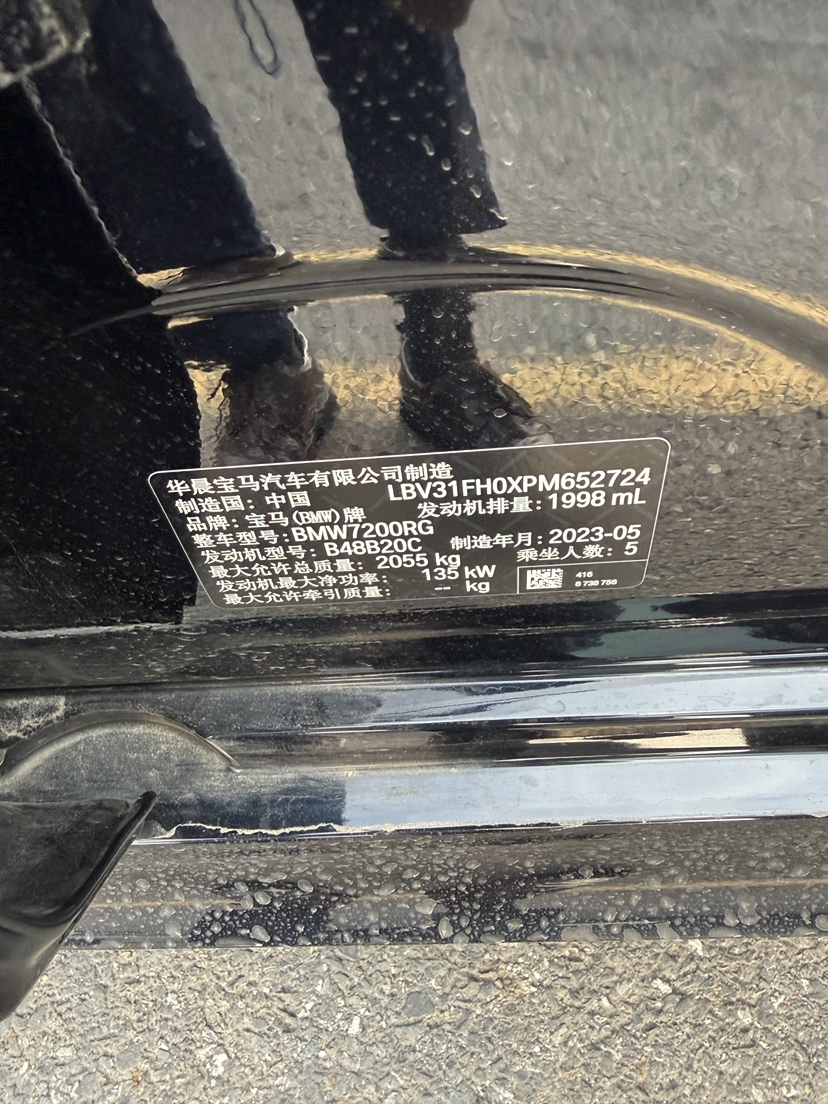 华晨宝马汽车有限公司制造
制造国：中国 LBV31FH0XPM652724
品牌：宝马(BMW)牌 发动机排量：1998 mL
整车型号：BMW7200RG
发动机型号：B48B20C 制造年月：2023-05
最大允许总质量： 2055 kg 乘坐人数：5
发动机最大净功率： 135 kW
最大允许牵引质量： -- kg
416
8 738 756